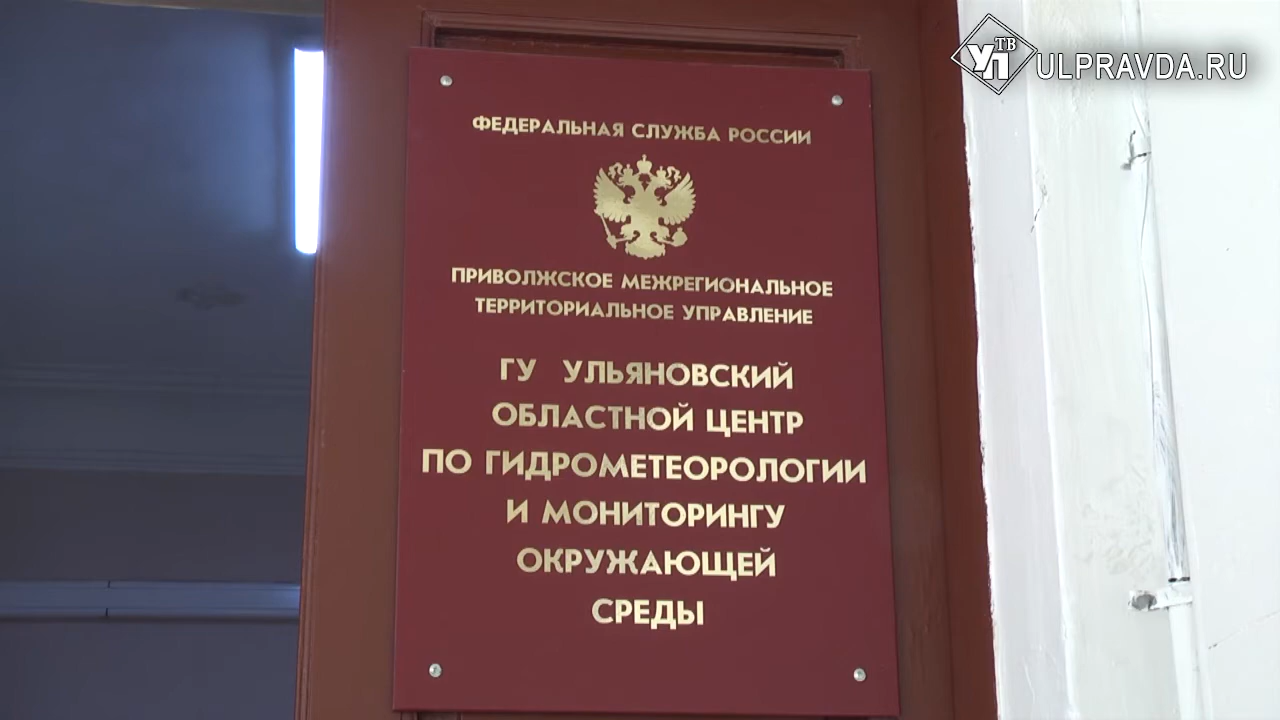 УП ТВ
ULPRAVDA.RU
ФЕДЕРАЛЬНАЯ СЛУЖБА РОССИИ
ПРИВОЛЖСКОЕ МЕЖРЕГИОНАЛЬНОЕ
ТЕРРИТОРИАЛЬНОЕ УПРАВЛЕНИЕ
ГУ УЛЬЯНОВСКИЙ
ОБЛАСТНОЙ ЦЕНТР
ПО ГИДРОМЕТЕОРОЛОГИИ
И МОНИТОРИНГУ
ОКРУЖАЮЩЕЙ
СРЕДЫ